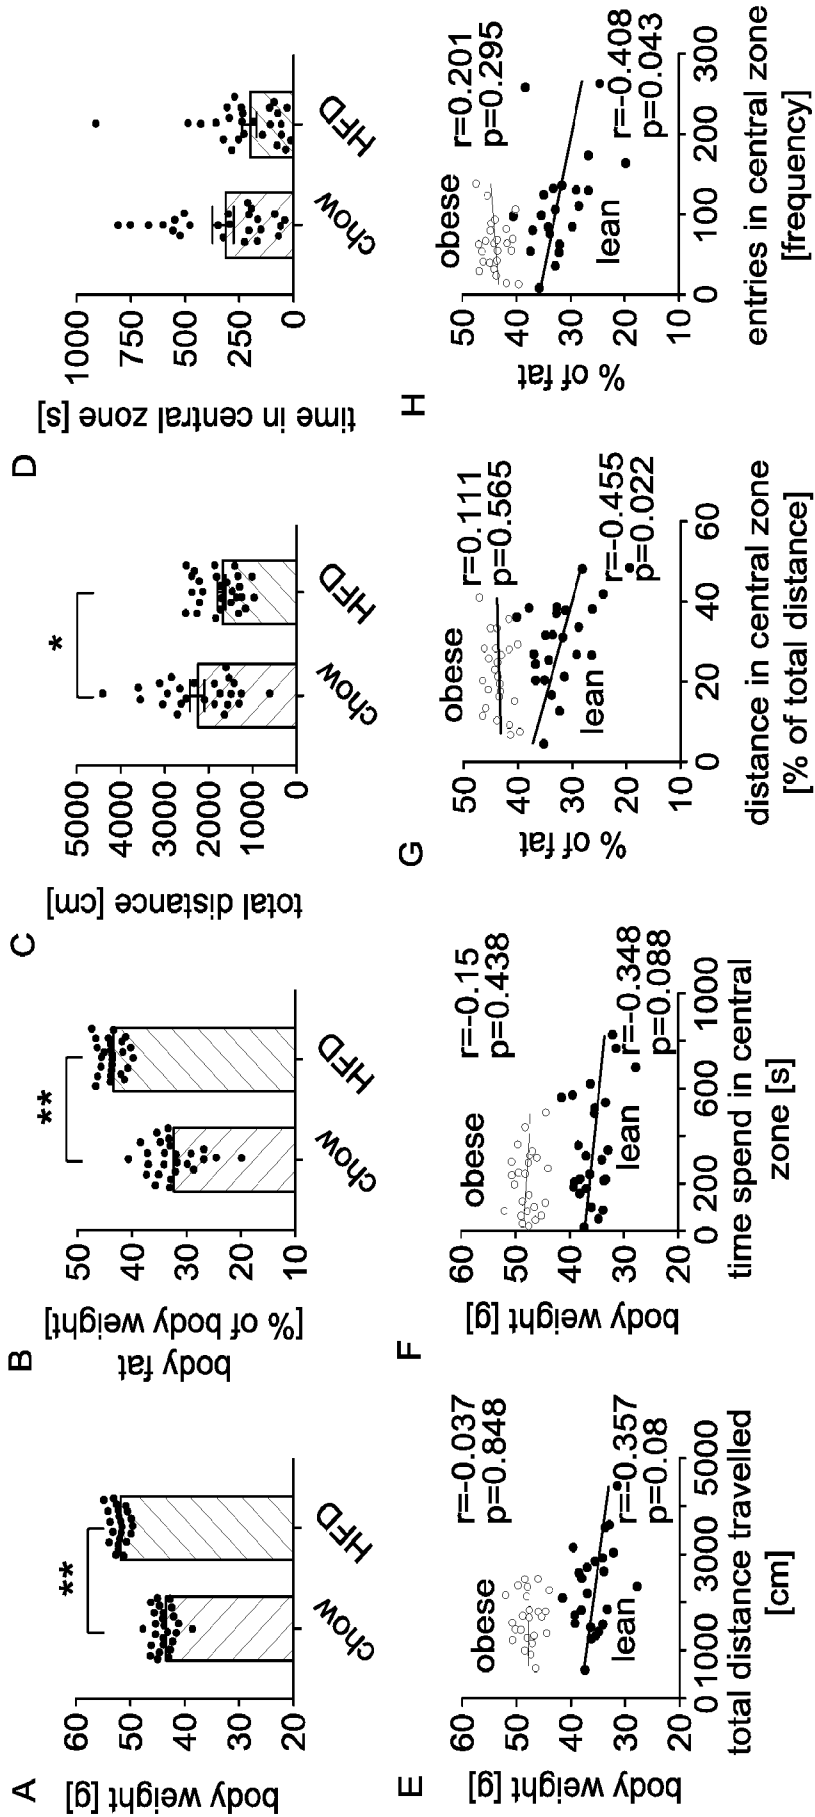 A
body weight [g]
60
50
40
30
20
**
chow
HFD
B
body fat
[% of body weight]
50
40
30
20
10
**
chow
HFD
C
total distance [cm]
5000
4000
3000
2000
1000
0
*
chow
HFD
D
time in central zone [s]
1000
750
500
250
0
chow
HFD
E
body weight [g]
60
50
40
30
20
obese
r=-0.037
p=0.848
lean
r=-0.357
p=0.08
0 1000 3000 5000
total distance travelled
[cm]
F
body weight [g]
60
50
40
30
20
obese
r=-0.15
p=0.438
lean
r=-0.348
p=0.088
0 200 600 1000
time spend in central
zone [s]
G
% of fat
50
40
30
20
10
obese
r=0.111
p=0.565
lean
r=-0.455
p=0.022
0 20 40 60
distance in central zone
[% of total distance]
H
% of fat
50
40
30
20
10
obese
r=0.201
p=0.295
lean
r=-0.408
p=0.043
0 100 200 300
entries in central zone
[frequency]